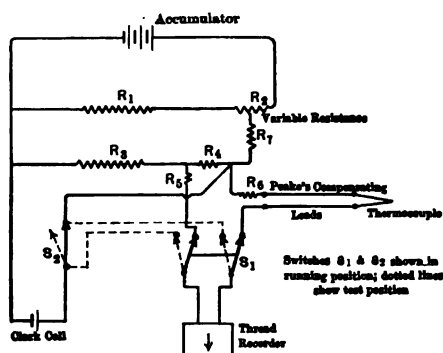 Accumulator
R1
R2
Variable Resistance
R7
R3
R4
R5
R6
Peake's Compensating
Leads
Thermocouple
S2
S1
Switches S1 & S2 shown in
running position; dotted lines
show test position
Clark Cell
Thread
Recorder